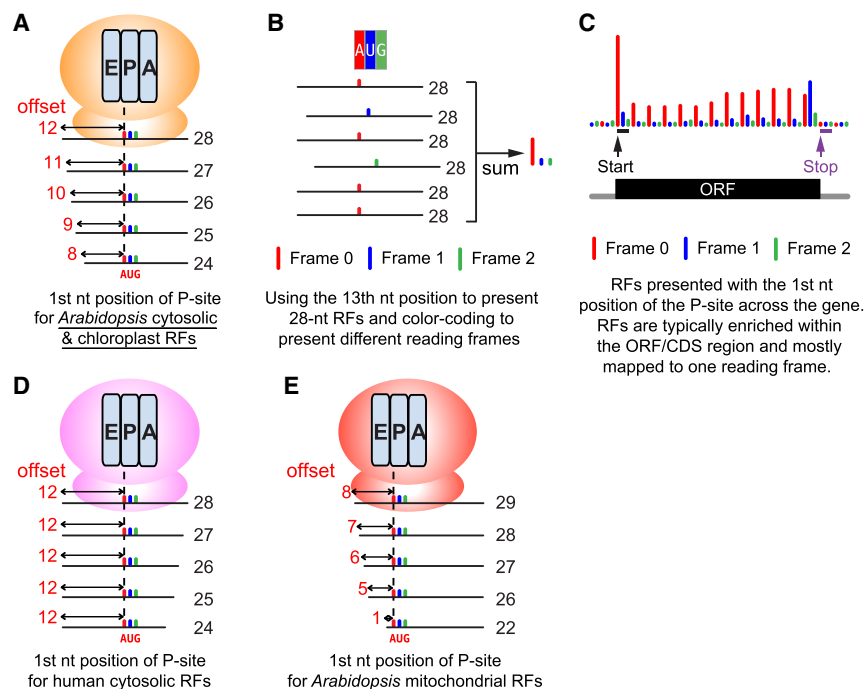 A
E P A
offset
12
28
11
27
10
26
9
25
8
24
AUG
1st nt position of P-site
for Arabidopsis cytosolic
& chloroplast RFs
B
AUG
28
28
28
28
28
28
sum
Frame 0 Frame 1 Frame 2
Using the 13th nt position to present
28-nt RFs and color-coding to
present different reading frames
C
Start
Stop
ORF
Frame 0 Frame 1 Frame 2
RFs presented with the 1st nt
position of the P-site across the gene.
RFs are typically enriched within
the ORF/CDS region and mostly
mapped to one reading frame.
D
E P A
offset
12
28
12
27
12
26
12
25
12
24
AUG
1st nt position of P-site
for human cytosolic RFs
E
E P A
offset
8
29
7
28
6
27
5
26
1
22
AUG
1st nt position of P-site
for Arabidopsis mitochondrial RFs